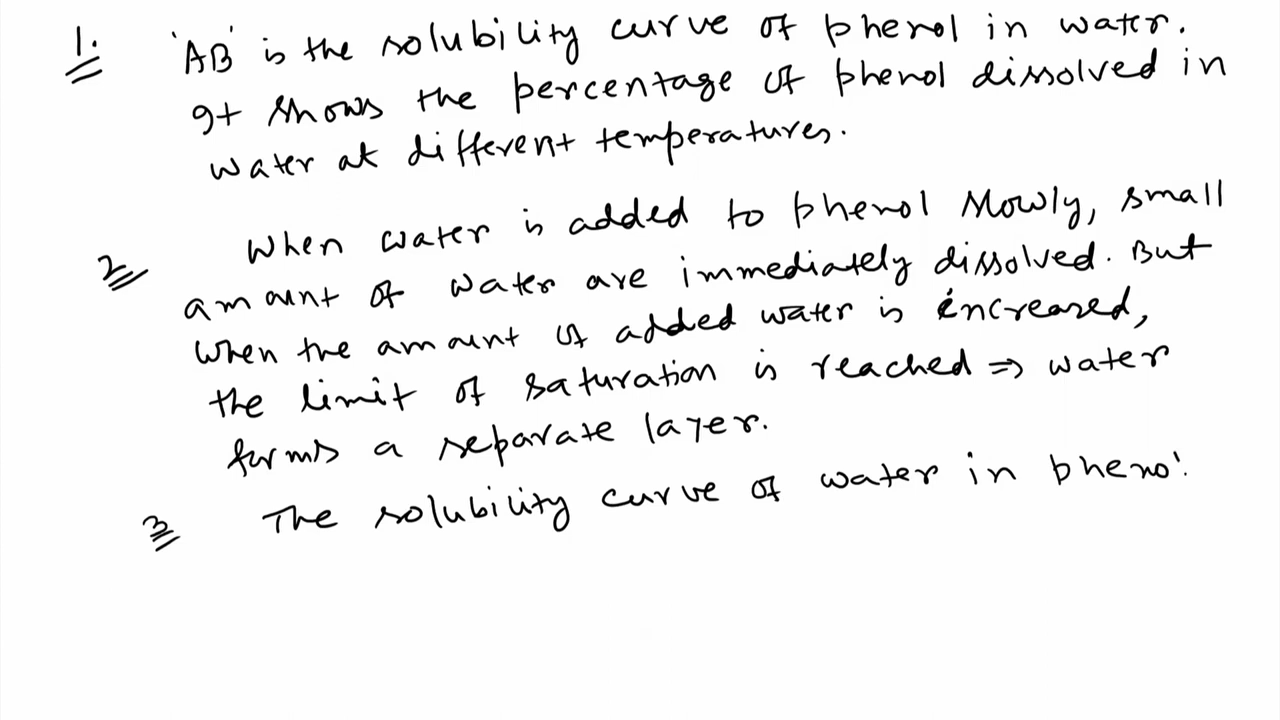 1. 'AB' is the solubility curve of phenol in water.
It shows the percentage of phenol dissolved in
water at different temperatures.
2 When water is added to phenol slowly, small
amount of water are immediately dissolved. But
when the amount of added water is increased,
the limit of saturation is reached ⇒ water
forms a separate layer.
3 The solubility curve of water in pheno